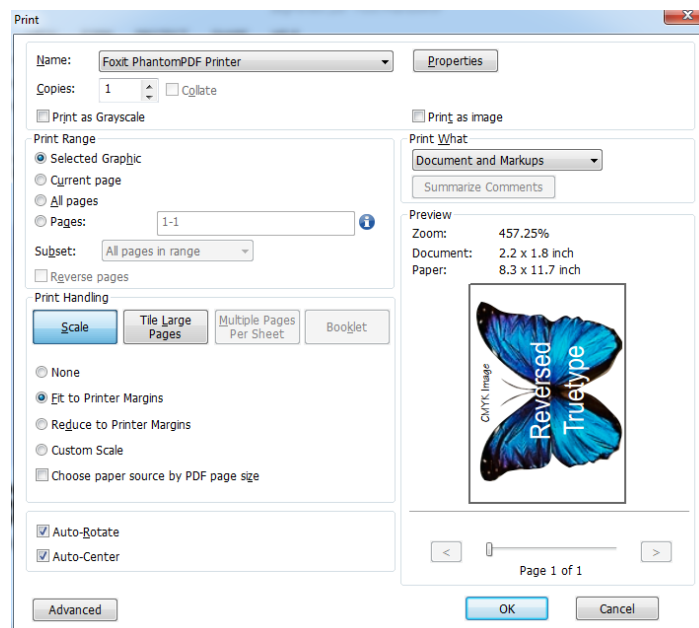 Print
Name: Foxit PhantomPDF Printer Properties
Copies: 1 Collate
Print as Grayscale Print as image
Print Range
Selected Graphic
Current page
All pages
Pages: 1-1
Subset: All pages in range
Reverse pages
Print What
Document and Markups
Summarize Comments
Preview
Zoom: 457.25%
Document: 2.2 x 1.8 inch
Paper: 8.3 x 11.7 inch
CMYK Image
Reversed
Truetype
< >
Page 1 of 1
Print Handling
Scale
Tile Large
Pages
Multiple Pages
Per Sheet
Booklet
None
Fit to Printer Margins
Reduce to Printer Margins
Custom Scale
Choose paper source by PDF page size
Auto-Rotate
Auto-Center
Advanced OK Cancel